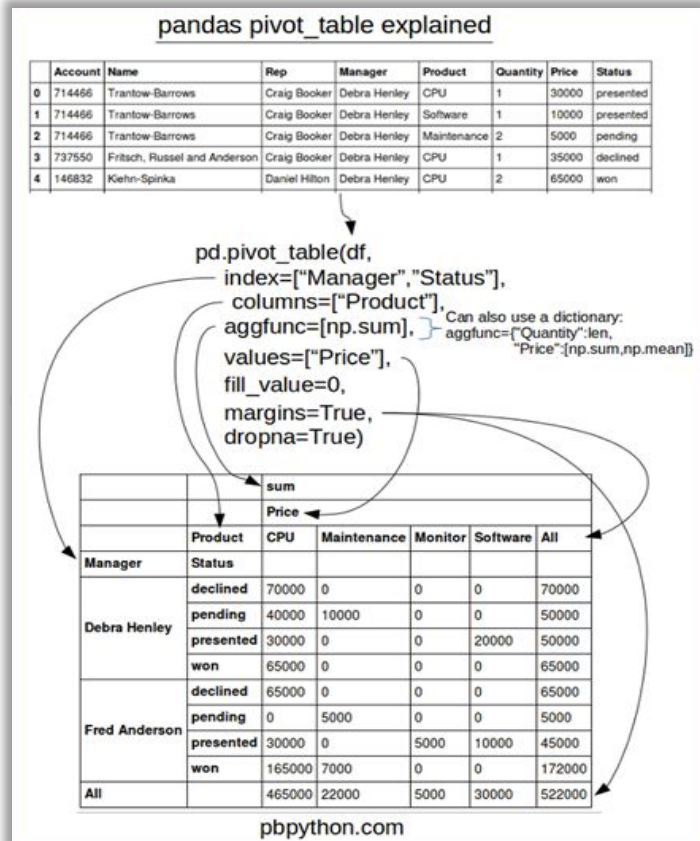 pandas pivot_table explained
Account Name Rep Manager Product Quantity Price Status
0 714466 Trantow-Barrows Craig Booker Debra Henley CPU 1 30000 presented
1 714466 Trantow-Barrows Craig Booker Debra Henley Software 1 10000 presented
2 714466 Trantow-Barrows Craig Booker Debra Henley Maintenance 2 5000 pending
3 737550 Fritsch, Russel and Anderson Craig Booker Debra Henley CPU 1 35000 declined
4 146832 Kiehn-Spinka Daniel Hilton Debra Henley CPU 2 65000 won
pd.pivot_table(df,
index=["Manager","Status"],
columns=["Product"],
aggfunc=[np.sum],
Can also use a dictionary:
aggfunc={"Quantity":len,
"Price":[np.sum,np.mean]}
values=["Price"],
fill_value=0,
margins=True,
dropna=True)
sum
Price
Product CPU Maintenance Monitor Software All
Manager Status
Debra Henley
declined 70000 0 0 0 70000
pending 40000 10000 0 0 50000
presented 30000 0 0 20000 50000
won 65000 0 0 0 65000
Fred Anderson
declined 65000 0 0 0 65000
pending 0 5000 0 0 5000
presented 30000 0 5000 10000 45000
won 165000 7000 0 0 172000
All 465000 22000 5000 30000 522000
pbpython.com